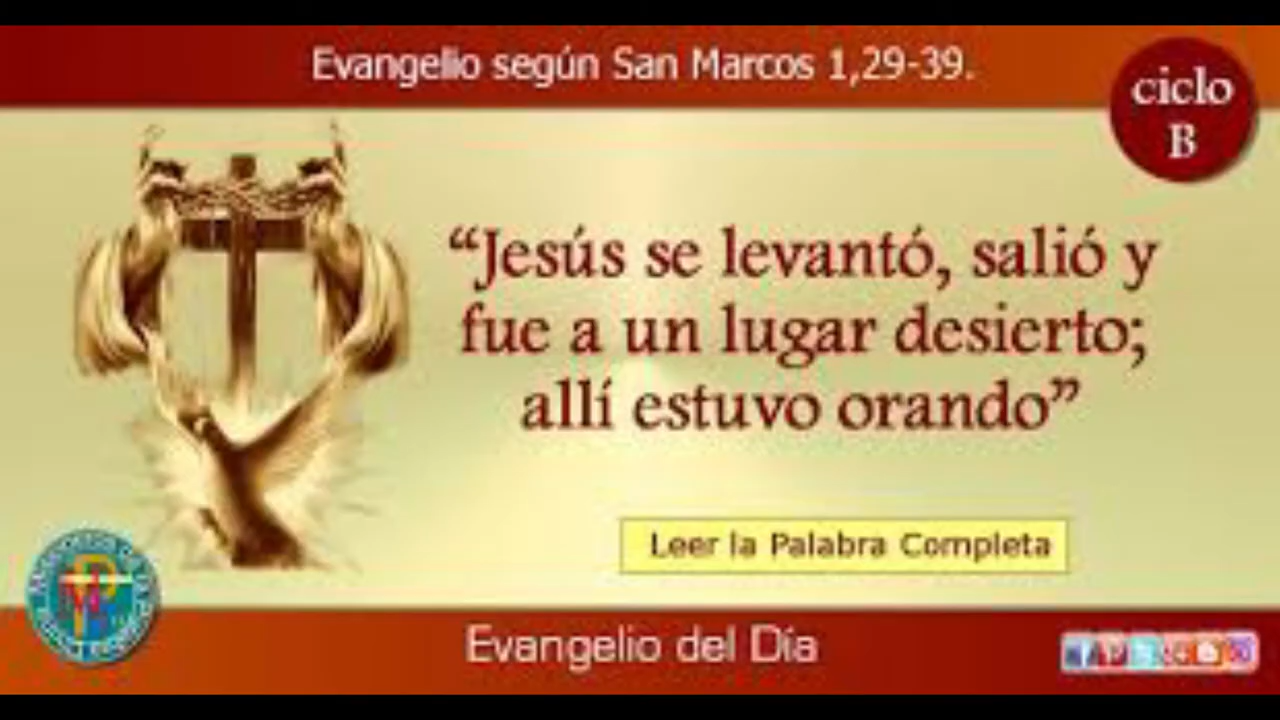 Evangelio según San Marcos 1,29-39.
ciclo
B
“Jesús se levantó, salió y
fue a un lugar desierto;
allí estuvo orando”
Leer la Palabra Completa
Evangelio del Día